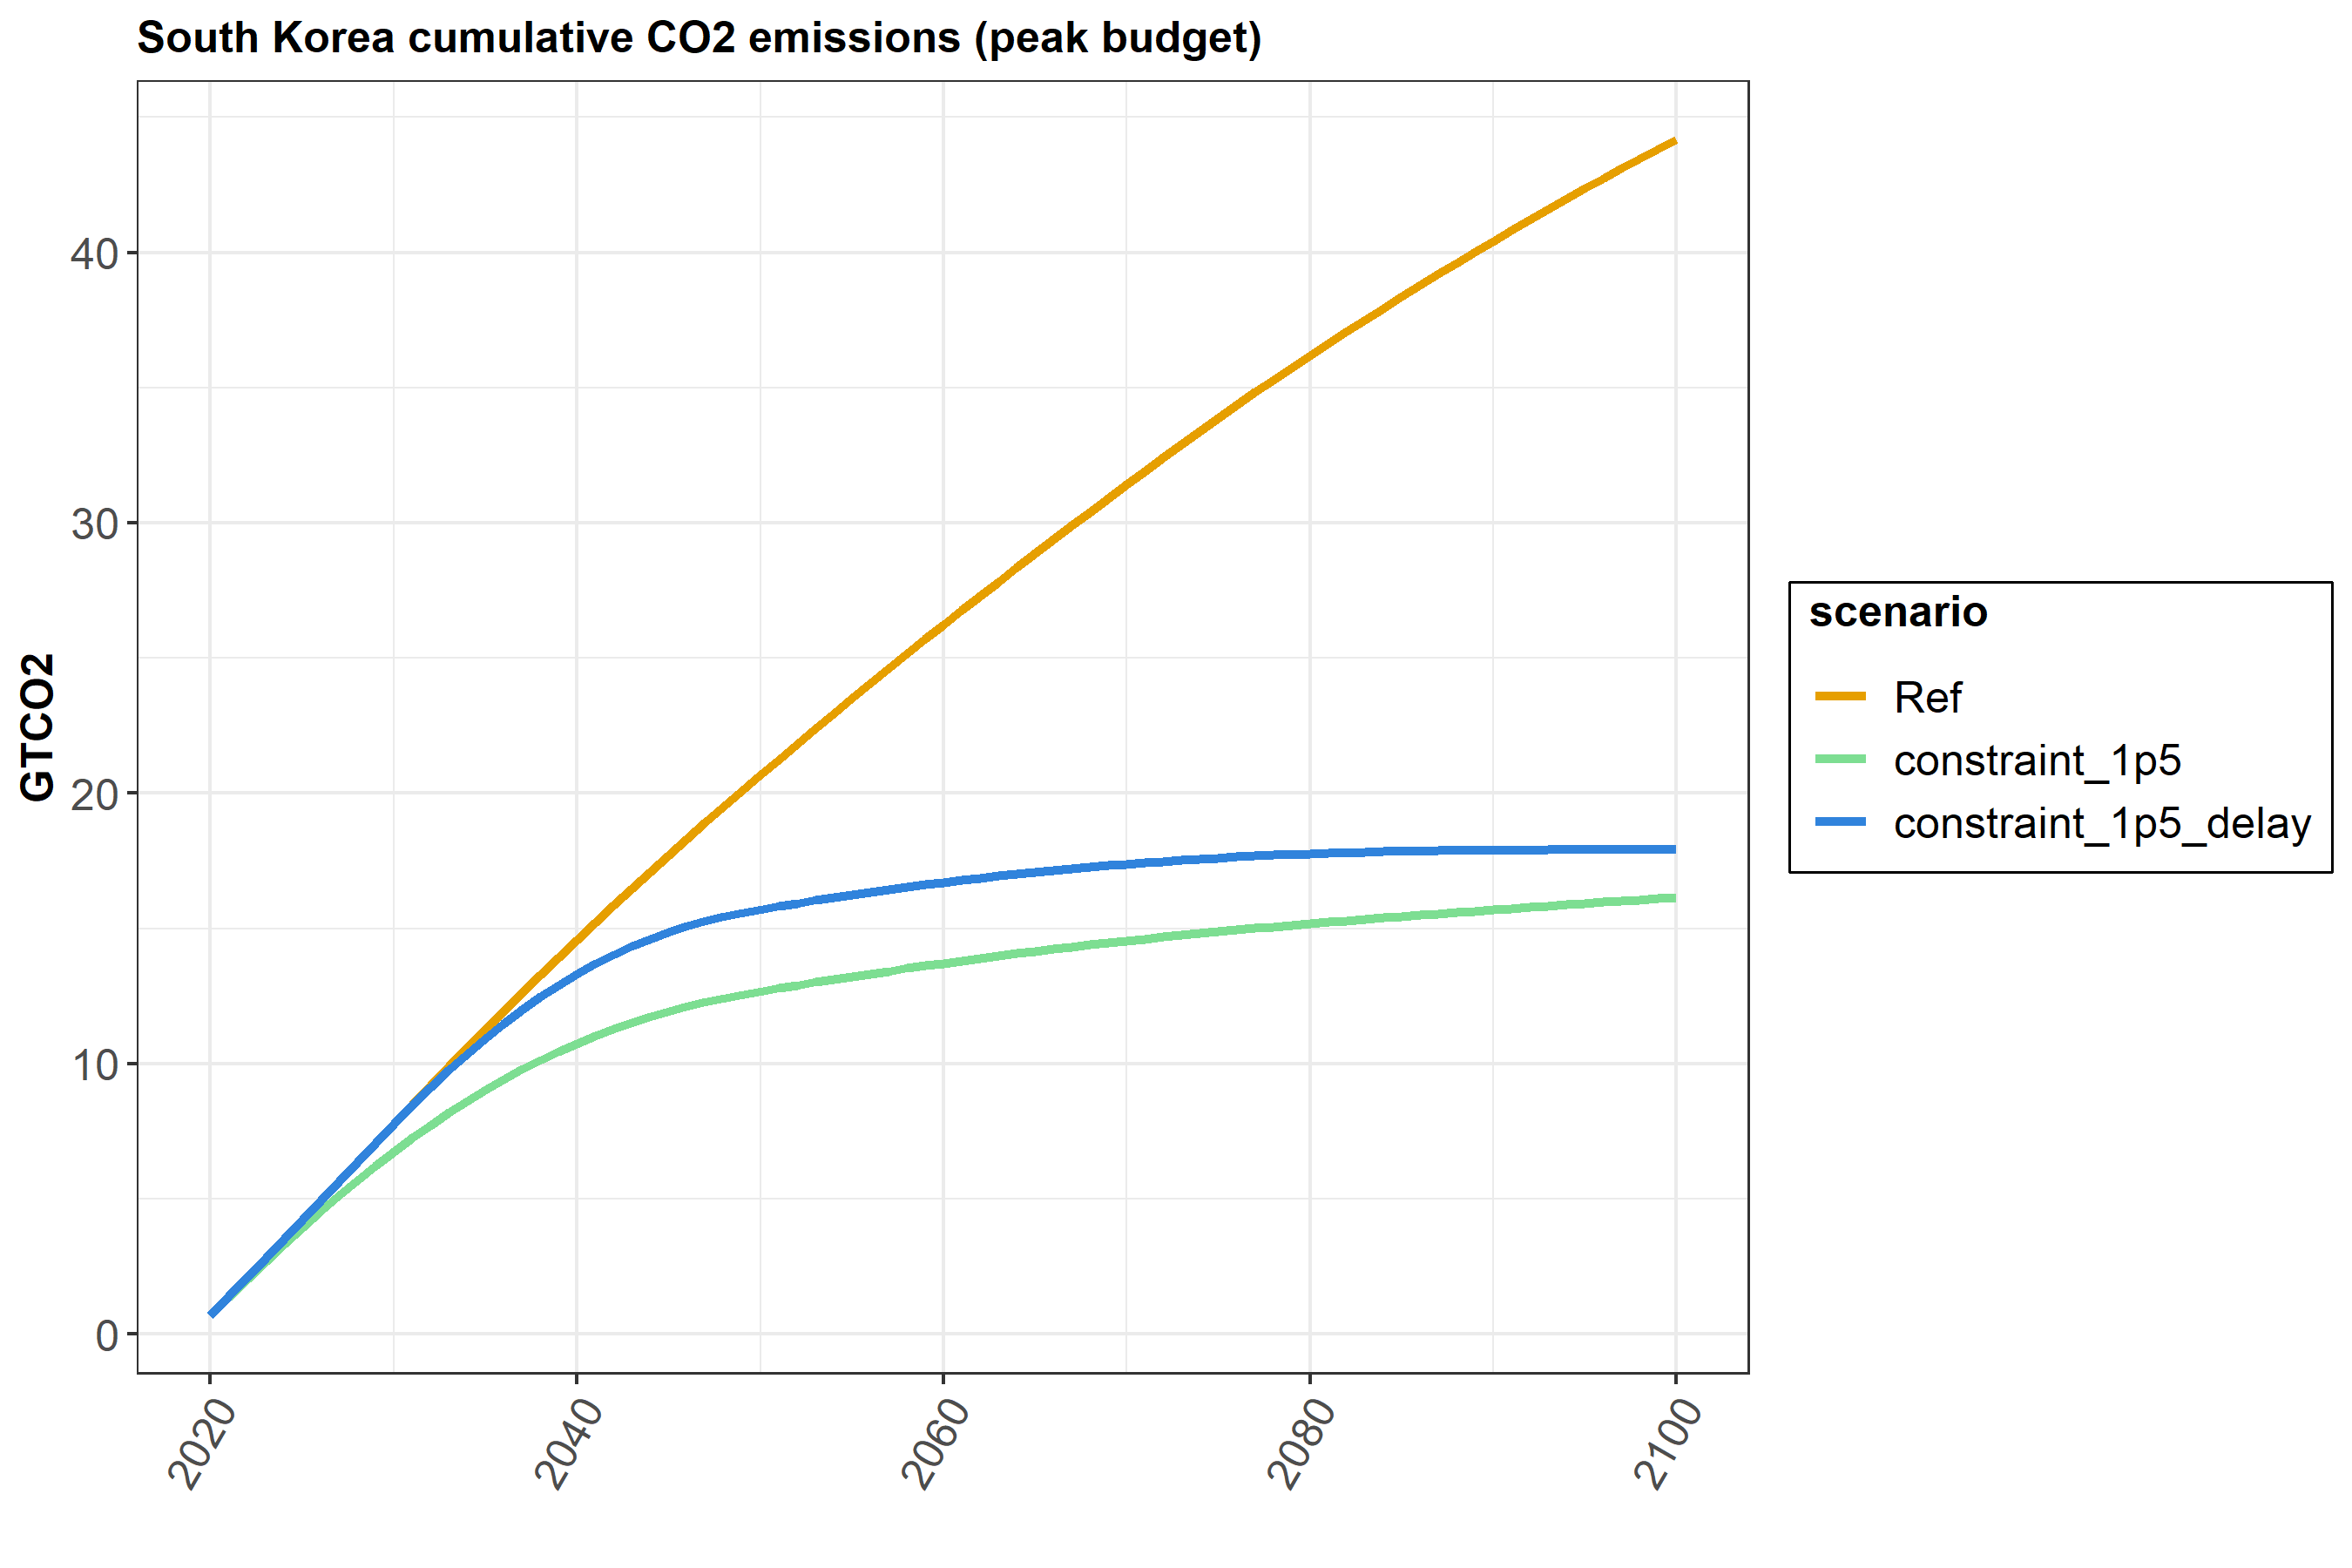 South Korea cumulative CO2 emissions (peak budget)
GTCO2
40
30
20
10
0
2020
2040
2060
2080
2100
scenario
Ref
constraint_1p5
constraint_1p5_delay